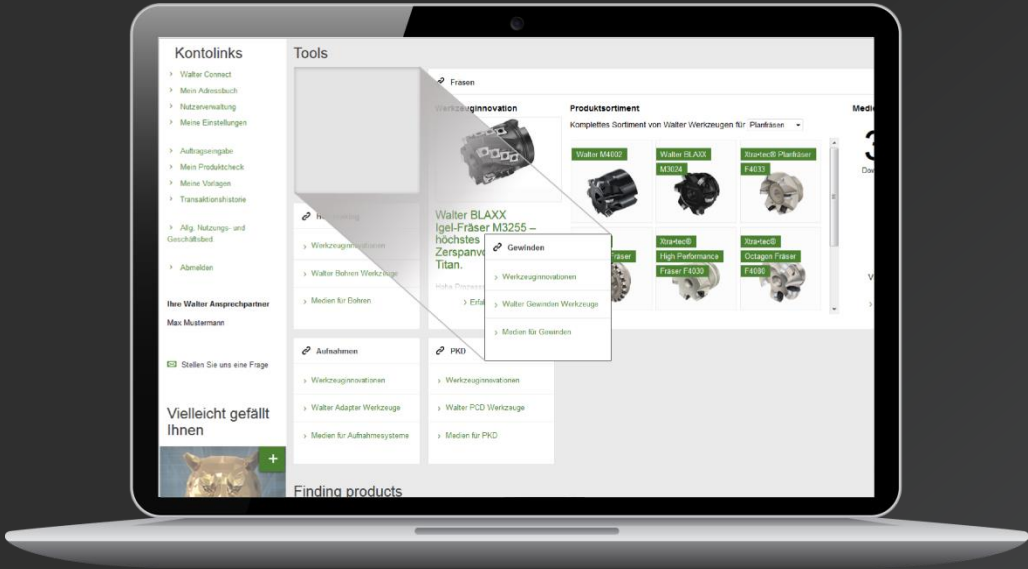 Kontolinks
Walter Connect
Mein Adressbuch
Nutzerverwaltung
Meine Einstellungen
Auftragseingabe
Mein Produktcheck
Meine Vorlagen
Transaktionshistorie
Allg. Nutzungs- und
Geschäftsbed.
Abmelden
Ihre Walter Ansprechpartner
Max Mustermann
Stellen Sie uns eine Frage
Vielleicht gefällt
Ihnen
+
Tools
Fräsen
Werkzeuginnovation
Walter BLAXX
Igel-Fräser M3255 –
höchstes
Titan.
Produktsortiment
Komplettes Sortiment von Walter Werkzeugen für Planfräsen
Walter M4002
Walter BLAXX
M3024
Xtra•tec® Planfräser
F4033
Xtra•tec®
High Performance
Fräser F4030
Xtra•tec®
Octagon Fräser
F4080
Werkzeuginnovationen
Walter Bohren Werkzeuge
Medien für Bohren
Gewinden
Werkzeuginnovationen
Walter Gewinden Werkzeuge
Medien für Gewinden
Aufnahmen
Werkzeuginnovationen
Walter Adapter Werkzeuge
Medien für Aufnahmesysteme
PKD
Werkzeuginnovationen
Walter PCD Werkzeuge
Medien für PKD
Finding products